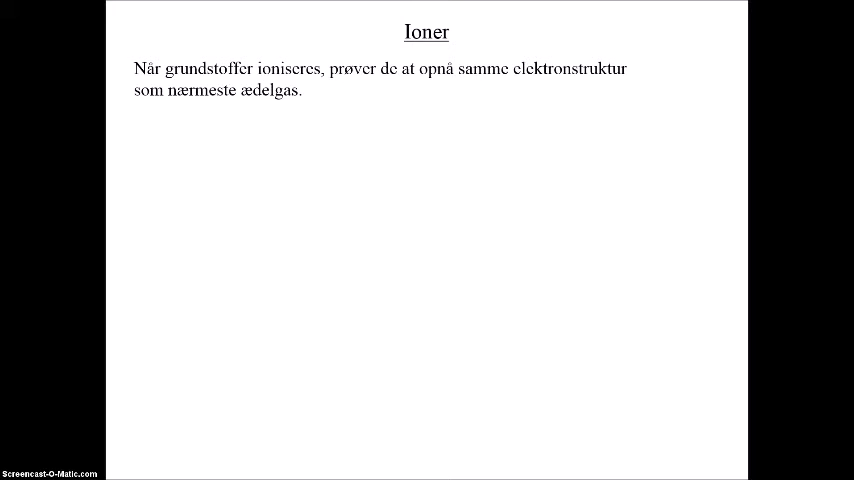 Ioner
Når grundstoffer ioniseres, prøver de at opnå samme elektronstruktur
som nærmeste ædelgas.
Screencast-O-Matic.com